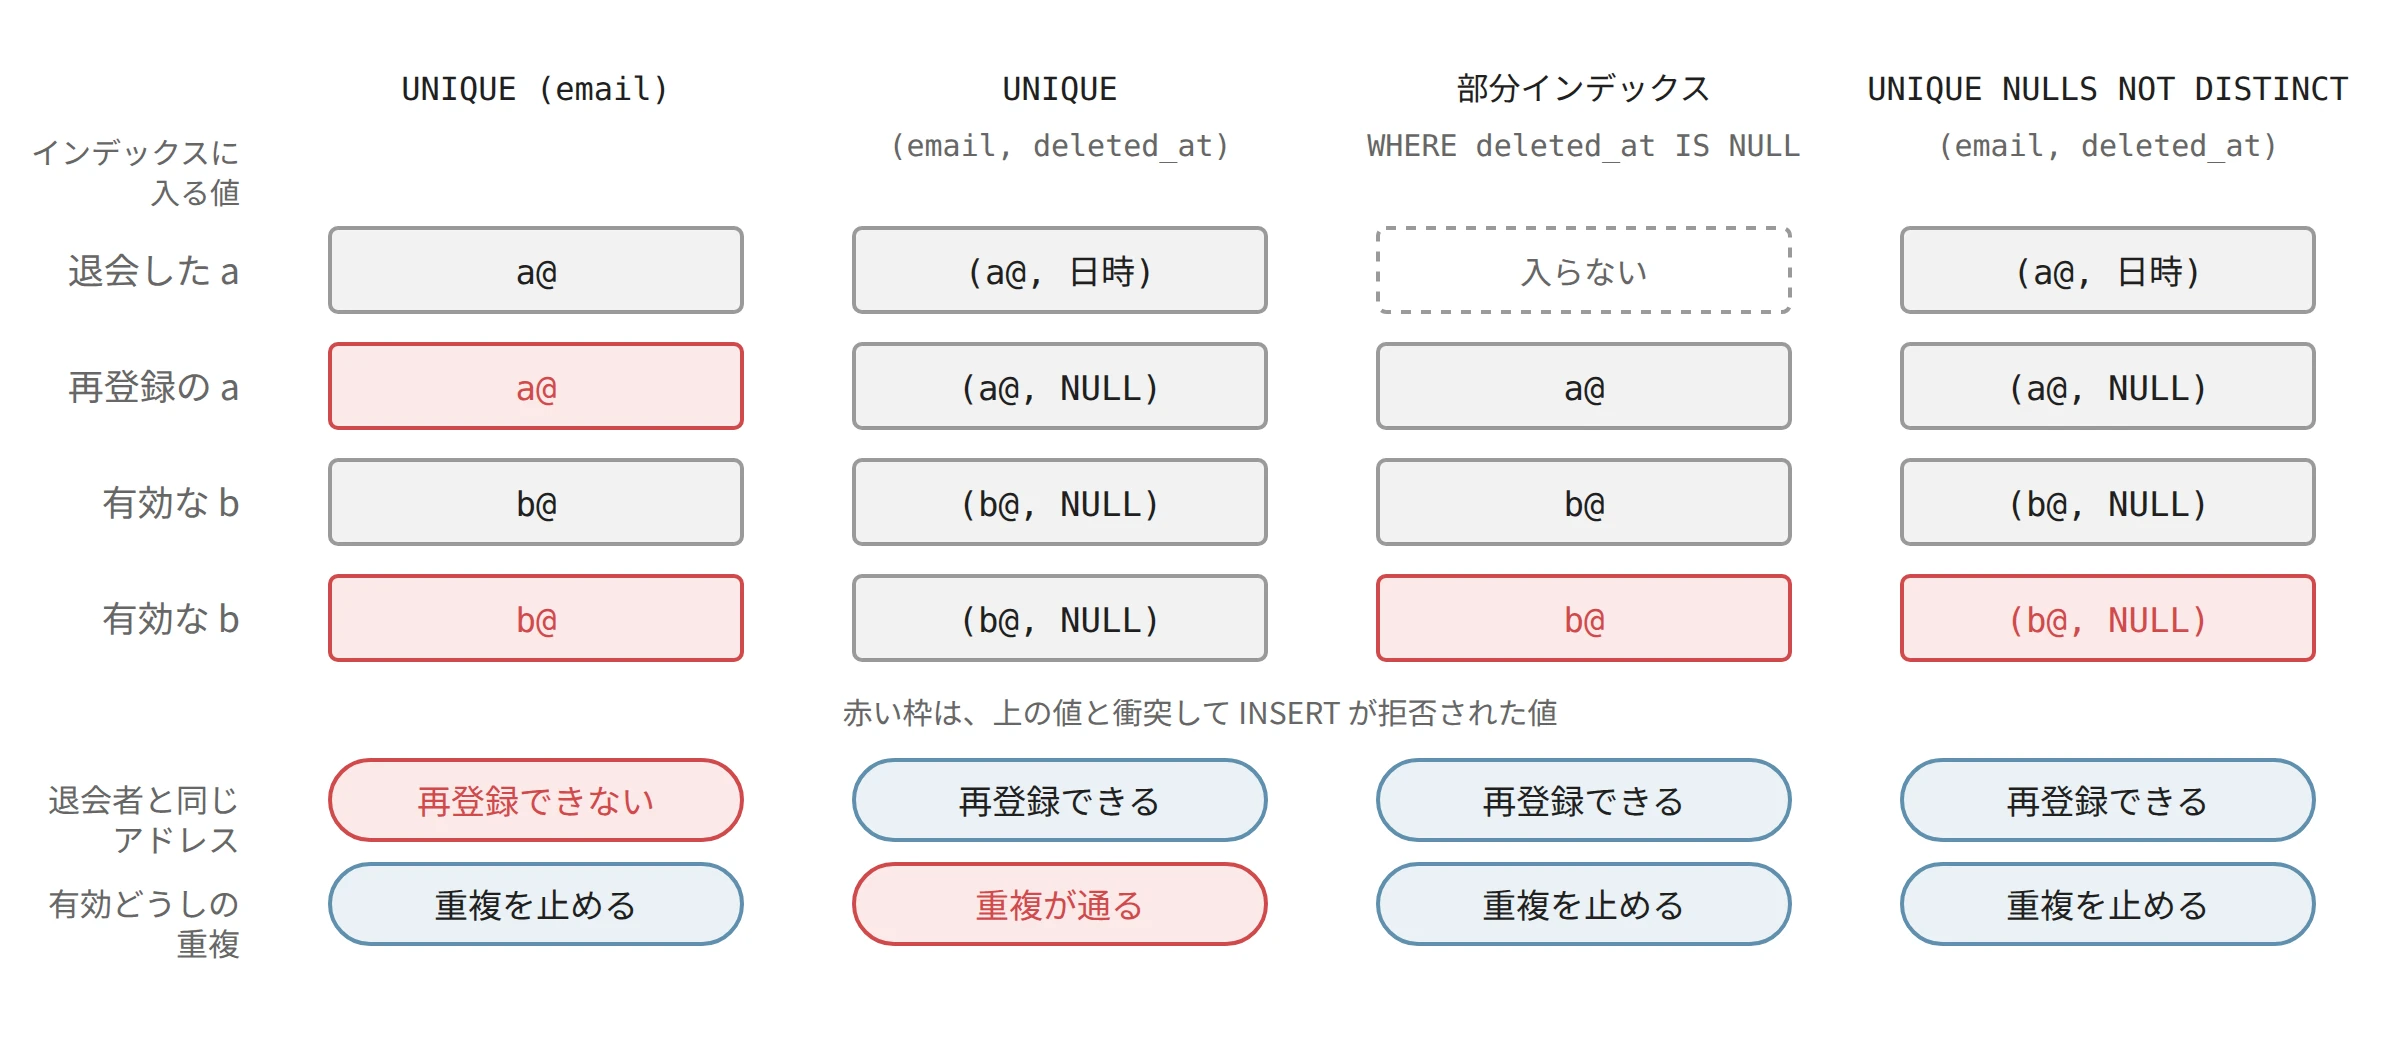 UNIQUE (email)
UNIQUE
部分インデックス
UNIQUE NULLS NOT DISTINCT
(email, deleted_at)
WHERE deleted_at IS NULL
(email, deleted_at)
インデックスに
入る値
退会した a
a@
(a@, 日時)
入らない
(a@, 日時)
再登録の a
a@
(a@, NULL)
a@
(a@, NULL)
有効な b
b@
(b@, NULL)
b@
(b@, NULL)
有効な b
b@
(b@, NULL)
b@
(b@, NULL)
赤い枠は、上の値と衝突して INSERT が拒否された値
退会者と同じ
アドレス
再登録できない
再登録できる
再登録できる
再登録できる
有効どうしの
重複
重複を止める
重複が通る
重複を止める
重複を止める